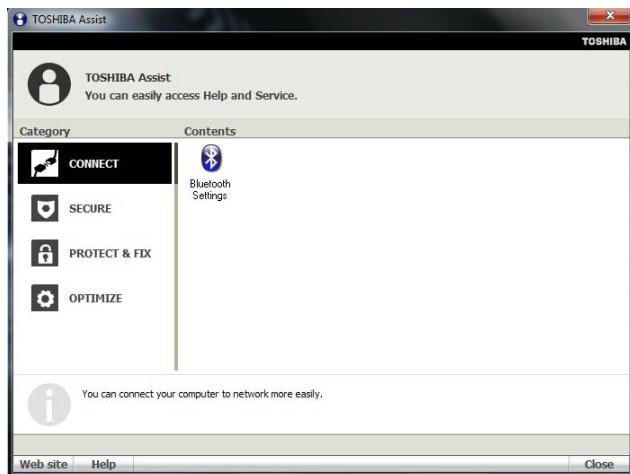 TOSHIBA Assist
TOSHIBA
TOSHIBA Assist
You can easily access Help and Service.
Category
Contents
CONNECT
SECURE
PROTECT & FIX
OPTIMIZE
Bluetooth
Settings
You can connect your computer to network more easily.
Web site
Help
Close